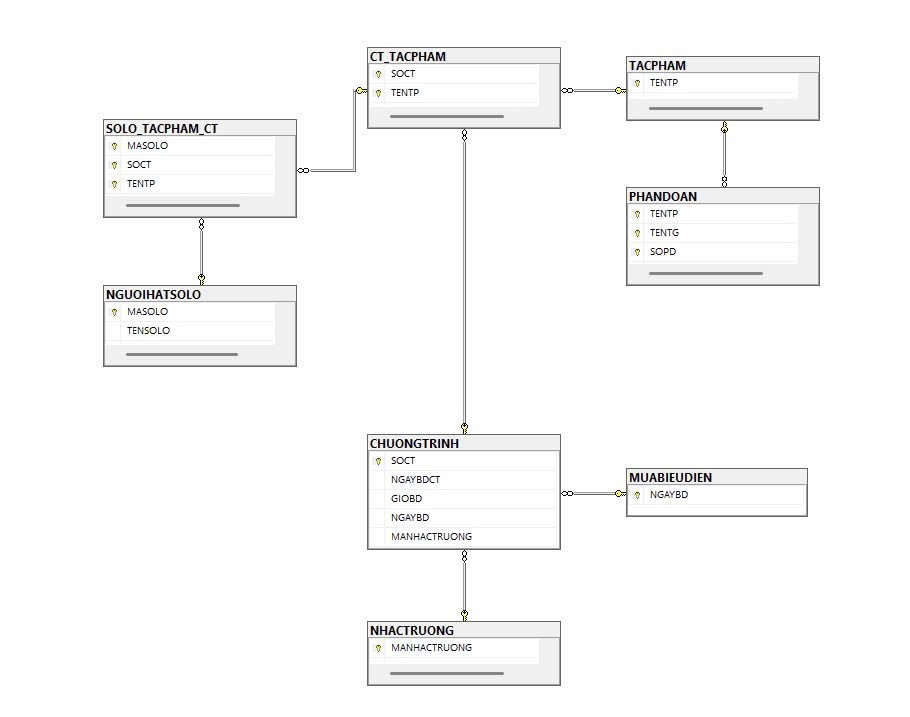 CT_TACPHAM
SOCT
TENTP
TACPHAM
TENTP
SOLO_TACPHAM_CT
MASOLO
SOCT
TENTP
PHANDOAN
TENTP
TENTG
SOPD
NGUOIHATSOLO
MASOLO
TENSOLO
CHUONGTRINH
SOCT
NGAYBDCT
GIOBD
NGAYBD
MANHACTRUONG
MUABIEUDIEN
NGAYBD
NHACTRUONG
MANHACTRUONG